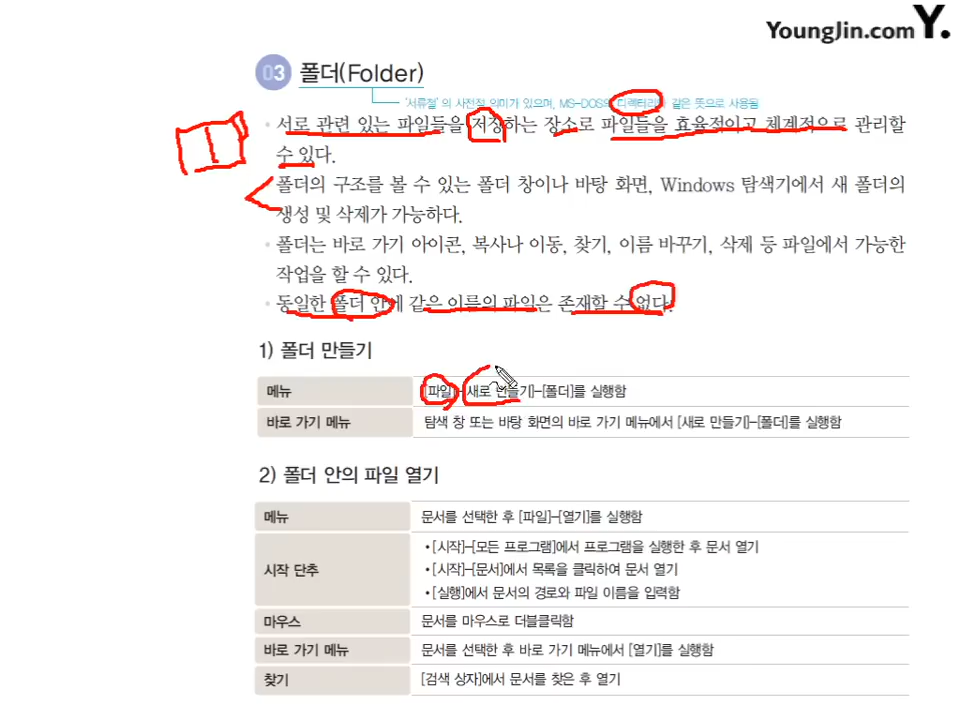 YoungJin.com Y.
03 폴더(Folder)
'서류철'의 사전적 의미가 있으며, MS-DOS의 디렉터리와 같은 뜻으로 사용됨
• 서로 관련 있는 파일들을 저장하는 장소로 파일들을 효율적이고 체계적으로 관리할
수 있다.
폴더의 구조를 볼 수 있는 폴더 창이나 바탕 화면, Windows 탐색기에서 새 폴더의
생성 및 삭제가 가능하다.
• 폴더는 바로 가기 아이콘, 복사나 이동, 찾기, 이름 바꾸기, 삭제 등 파일에서 가능한
작업을 할 수 있다.
• 동일한 폴더 안에 같은 이름의 파일은 존재할 수 없다.
1) 폴더 만들기
메뉴 [파일]-[새로 만들기]-[폴더]를 실행함
바로 가기 메뉴 탐색 창 또는 바탕 화면의 바로 가기 메뉴에서 [새로 만들기]-[폴더]를 실행함
2) 폴더 안의 파일 열기
메뉴 문서를 선택한 후 [파일]-[열기]를 실행함
• [시작]-[모든 프로그램]에서 프로그램을 실행한 후 문서 열기
시작 단추 • [시작]-[문서]에서 목록을 클릭하여 문서 열기
• [실행]에서 문서의 경로와 파일 이름을 입력함
마우스 문서를 마우스로 더블클릭함
바로 가기 메뉴 문서를 선택한 후 바로 가기 메뉴에서 [열기]를 실행함
찾기 [검색 상자]에서 문서를 찾은 후 열기